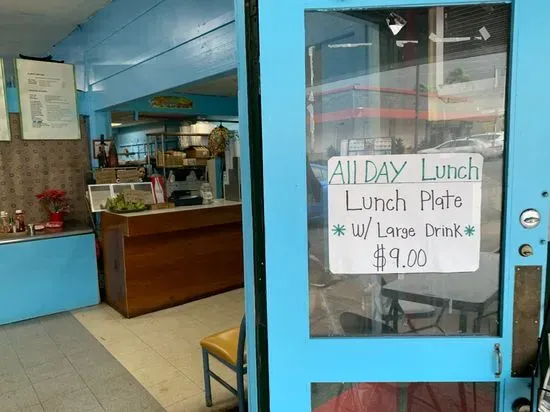 All DAY Lunch
Lunch Plate
* W/ Large Drink *
$9.00